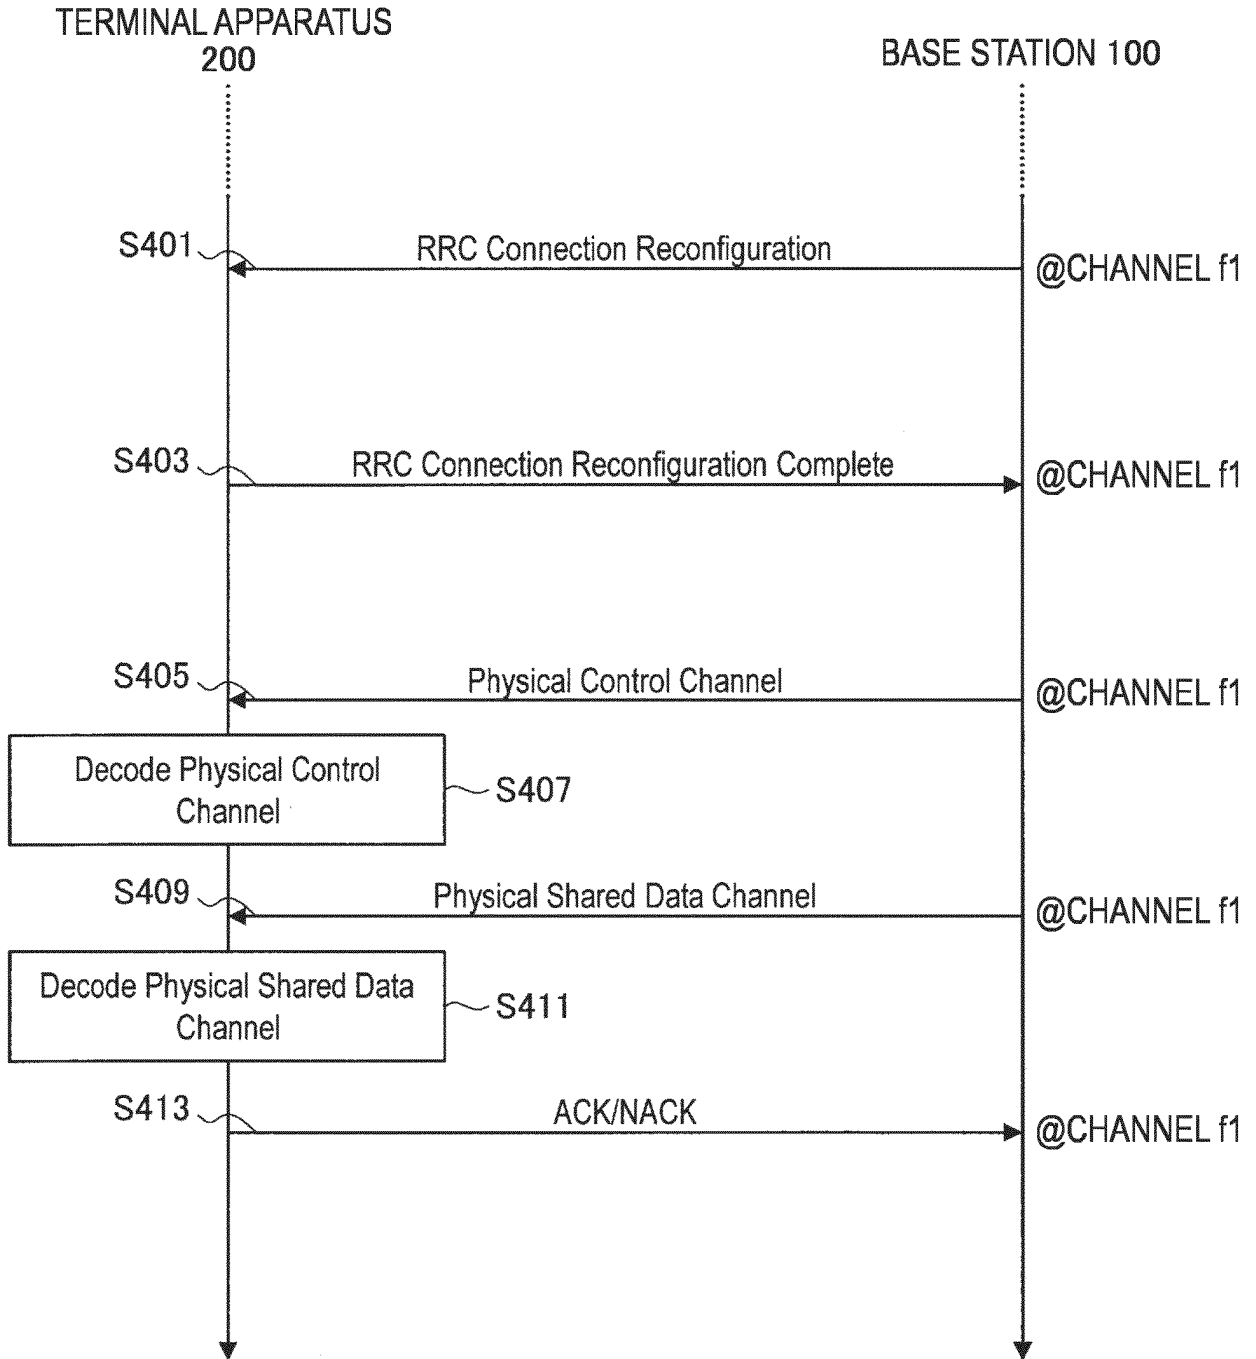 TERMINAL APPARATUS
200
BASE STATION 100
S401
RRC Connection Reconfiguration
@CHANNEL f1
S403
RRC Connection Reconfiguration Complete
@CHANNEL f1
S405
Physical Control Channel
@CHANNEL f1
Decode Physical Control
Channel
S407
S409
Physical Shared Data Channel
@CHANNEL f1
Decode Physical Shared Data
Channel
S411
S413
ACK/NACK
@CHANNEL f1